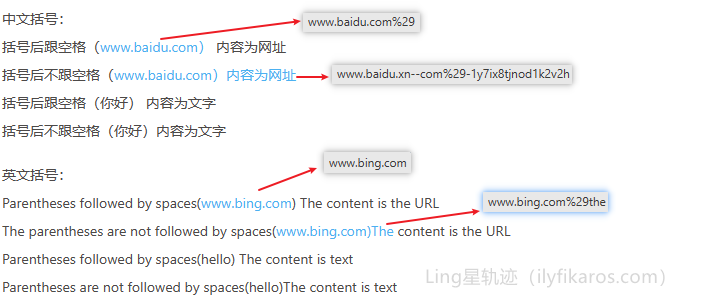 中文括号：
www.baidu.com%29
括号后跟空格（www.baidu.com） 内容为网址
括号后不跟空格（www.baidu.com）内容为网址
www.baidu.xn--com%29-1y7ix8tjnod1k2v2h
括号后跟空格（你好） 内容为文字
括号后不跟空格（你好）内容为文字
英文括号：
www.bing.com
Parentheses followed by spaces(www.bing.com) The content is the URL
www.bing.com%29the
The parentheses are not followed by spaces(www.bing.com)The content is the URL
Parentheses followed by spaces(hello) The content is text
Parentheses are not followed by spaces(hello)The content is text
Ling星轨迹（ilyfikaros.com）